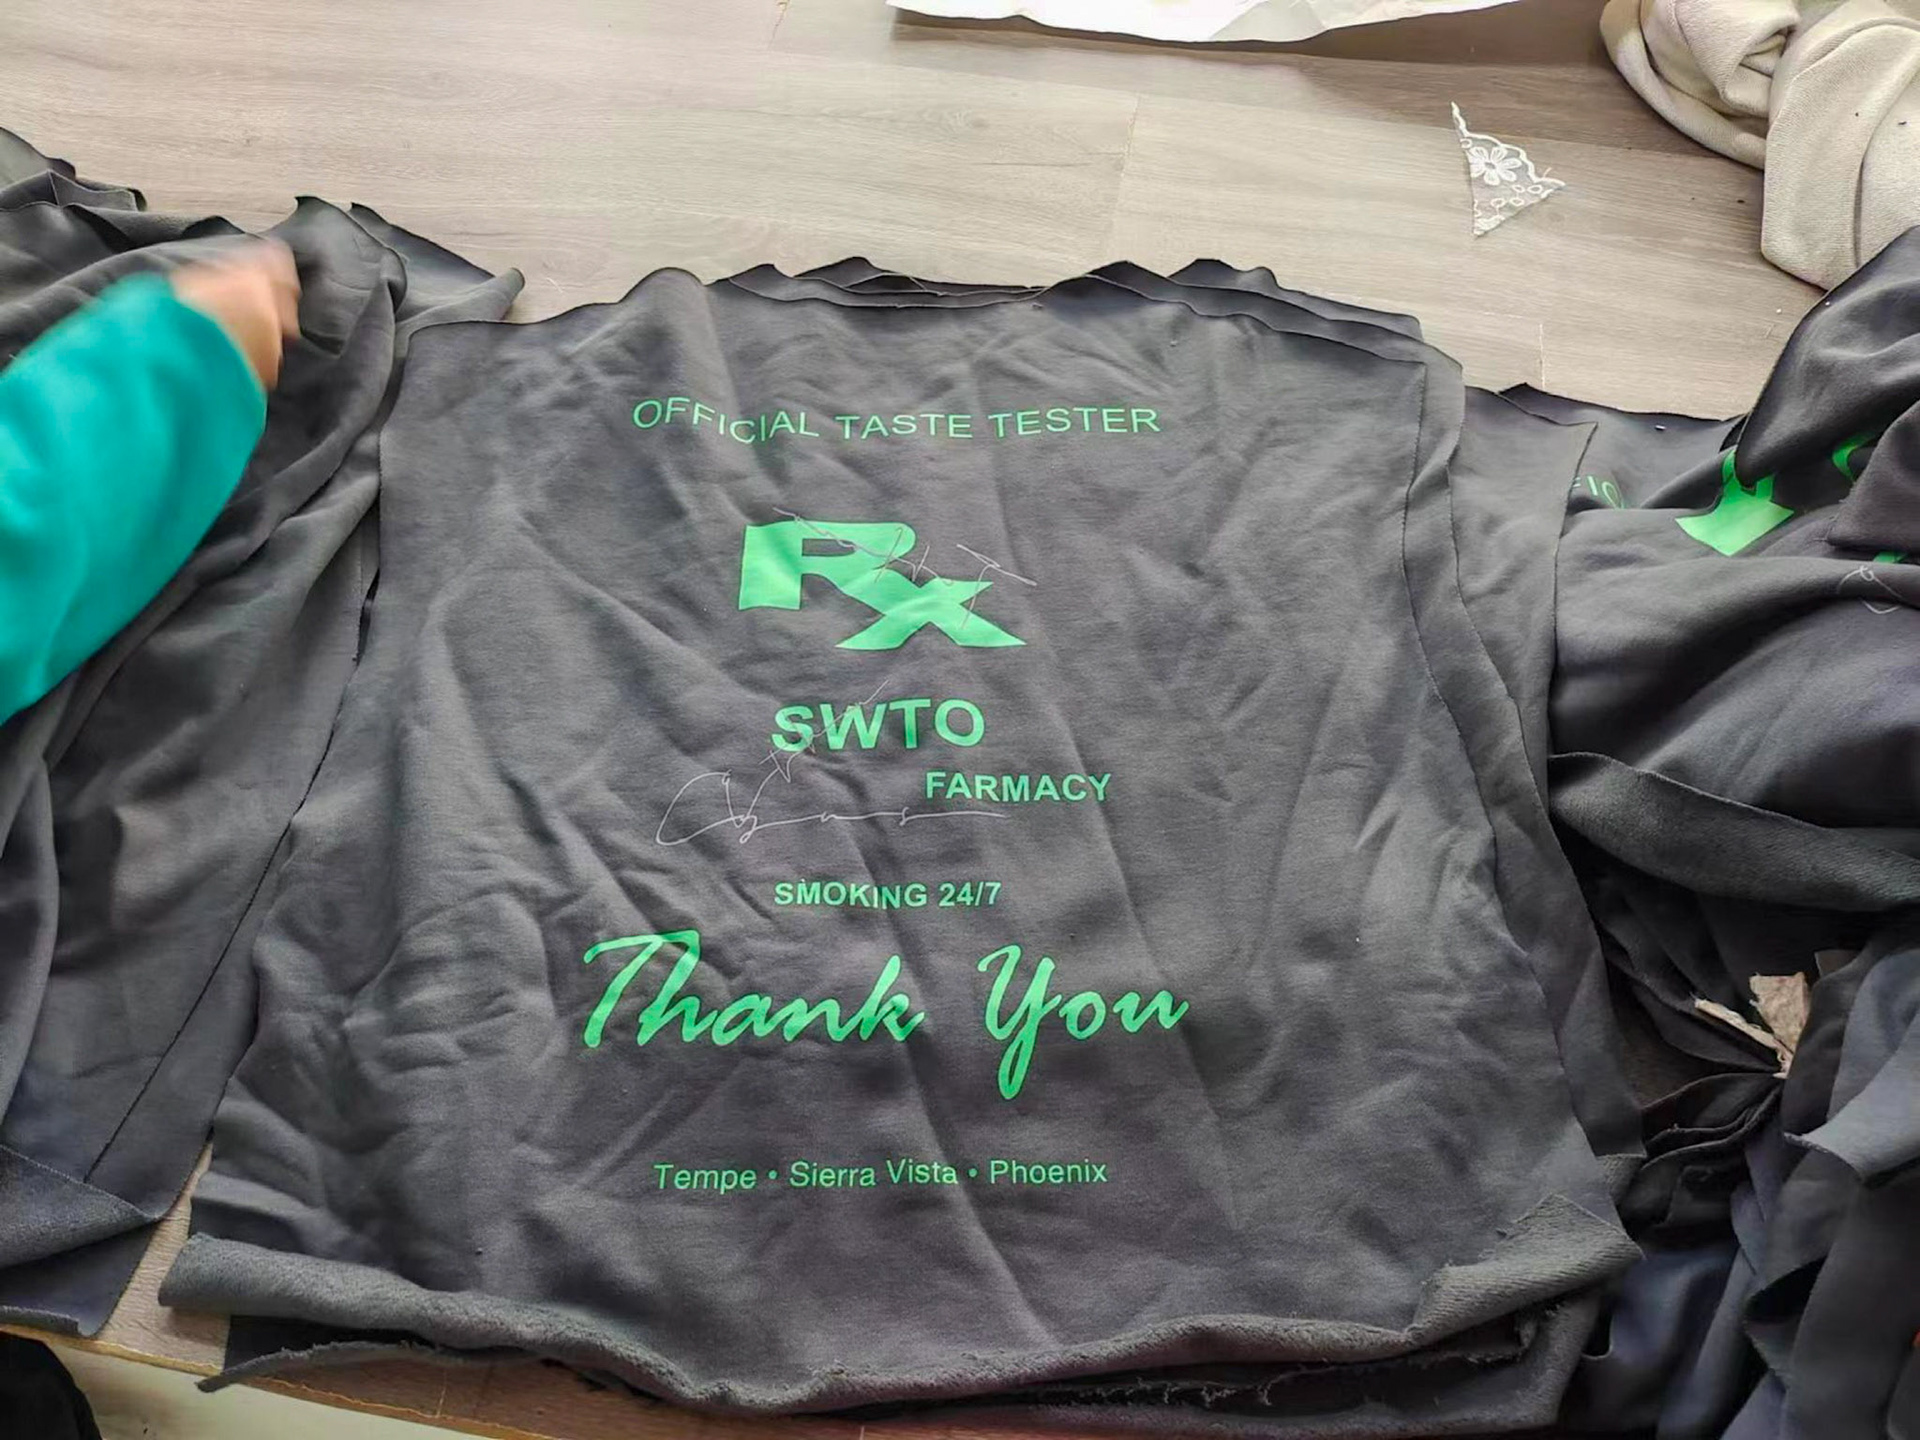 OFFICIAL TASTE TESTER
Rx
SWTO
FARMACY
SMOKING 24/7
Thank You
Tempe • Sierra Vista • Phoenix